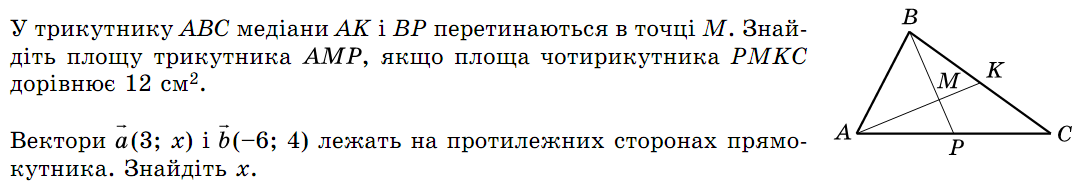 У трикутнику ABC медіани AK і BP перетинаються в точці M. Знай-
діть площу трикутника AMP, якщо площа чотирикутника PMKC
дорівнює 12 см².
Вектори a⃗(3; x) і b⃗(−6; 4) лежать на протилежних сторонах прямо-
кутника. Знайдіть x.
B
M
K
A
P
C